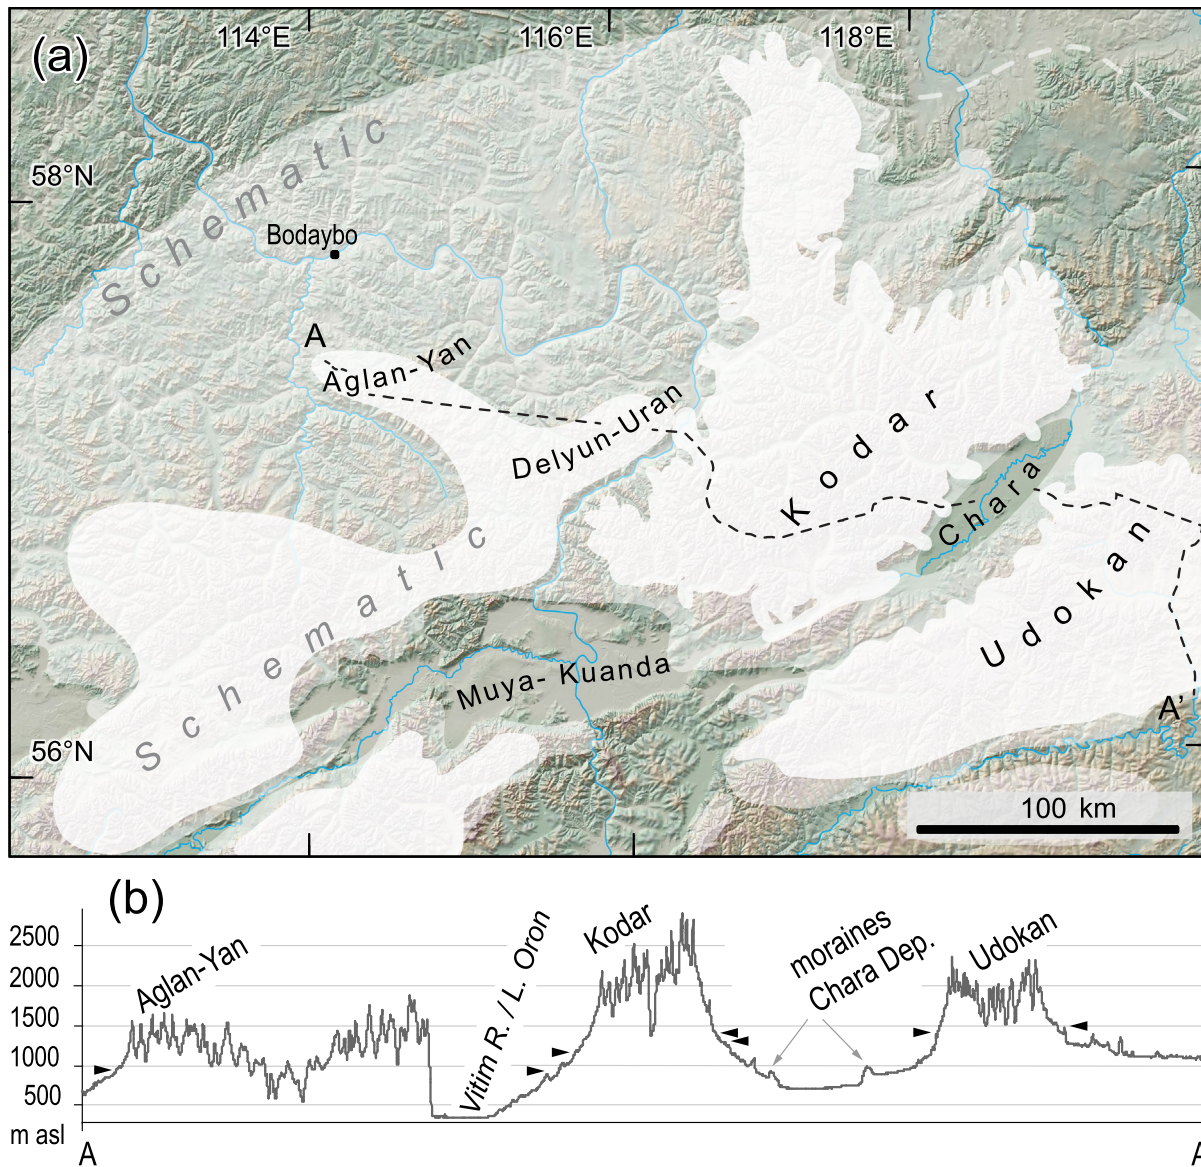 (a)
114°E
116°E
118°E
58°N
Schematic
Bodaybo
A
Aglan-Yan
Delyun-Uran
Kodar
Chara
Udokan
Schematic
Muya- Kuanda
A'
56°N
100 km
(b)
2500
2000
1500
1000
500
m asl
Aglan-Yan
Vitim R. / L. Oron
Kodar
moraines
Chara Dep.
Udokan
A
A